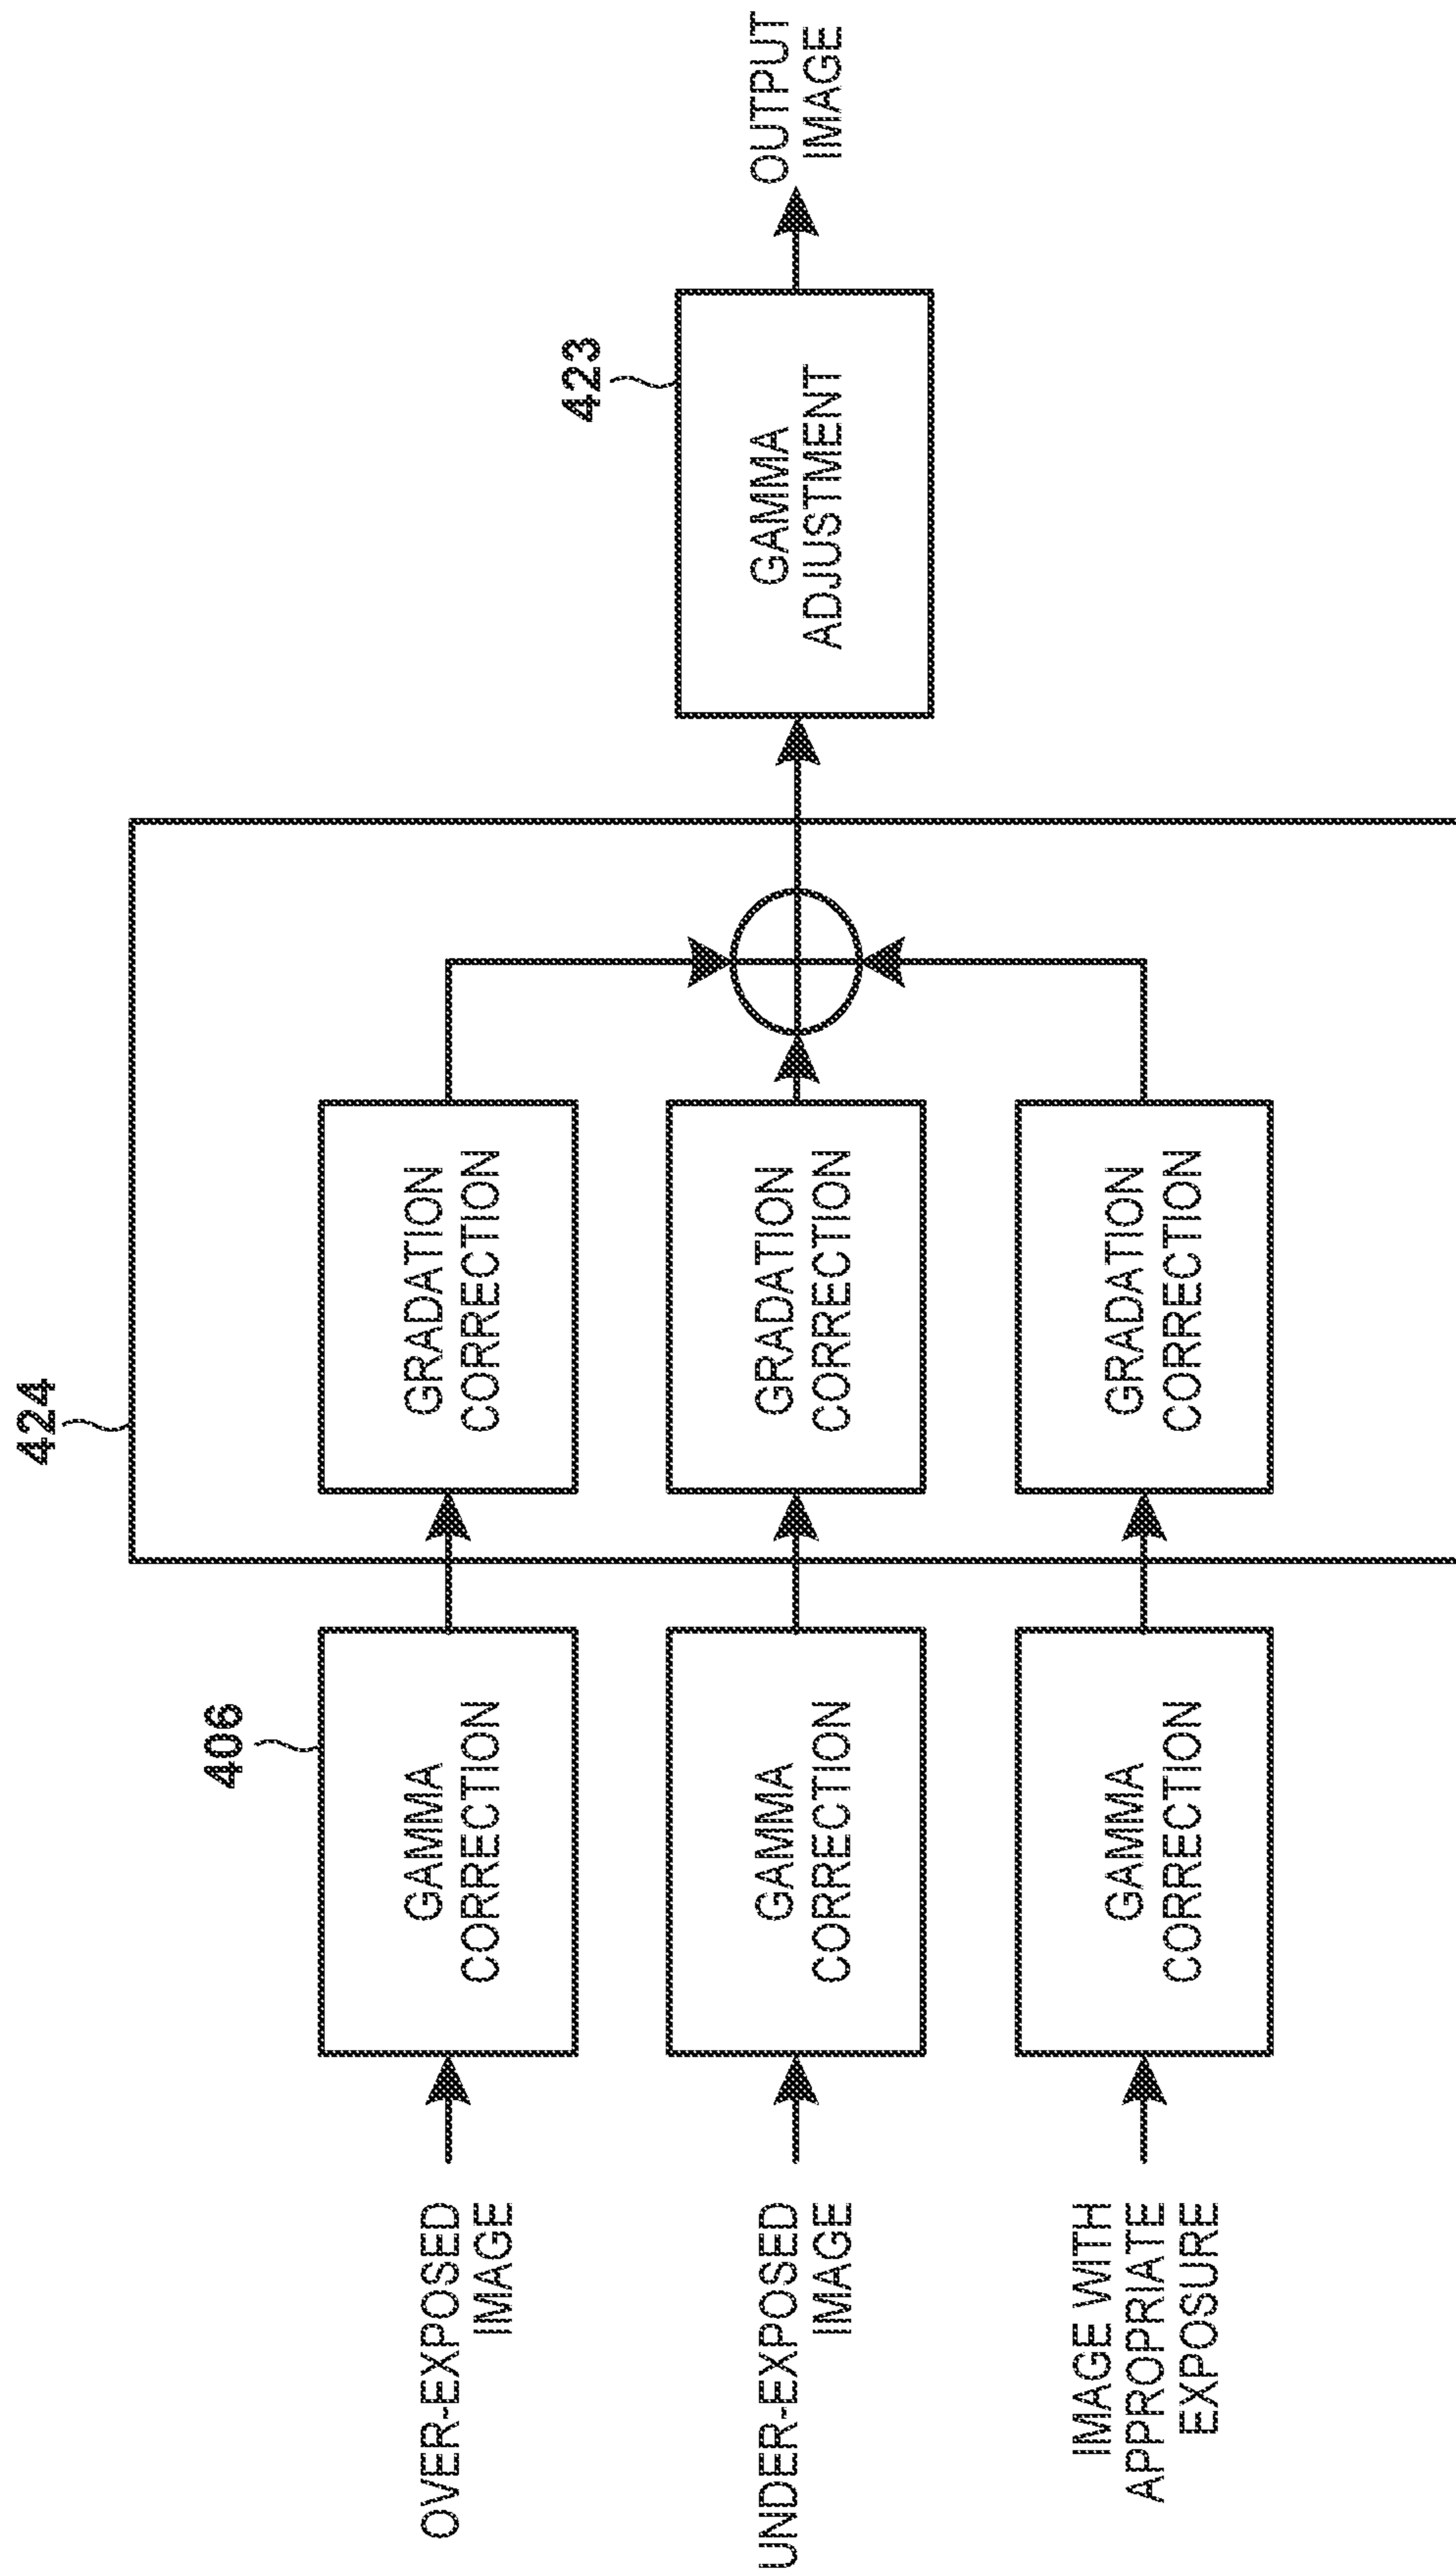 424
406
423
OVER-EXPOSED
IMAGE
GAMMA
CORRECTION
GRADATION
CORRECTION
UNDER-EXPOSED
IMAGE
GAMMA
CORRECTION
GRADATION
CORRECTION
GAMMA
ADJUSTMENT
OUTPUT
IMAGE
IMAGE WITH
APPROPRIATE
EXPOSURE
GAMMA
CORRECTION
GRADATION
CORRECTION